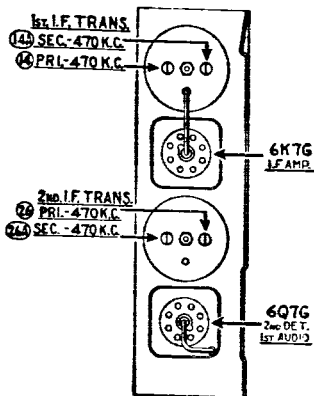 1st. I.F. TRANS.
14A SEC.-470 K.C.
14 PRI.-470 K.C.
6K7G
I.F. AMP.
2ND. I.F. TRANS.
26 PRI.-470 K.C.
26A SEC.-470 K.C.
6Q7G
2ND DET.
1ST AUDIO